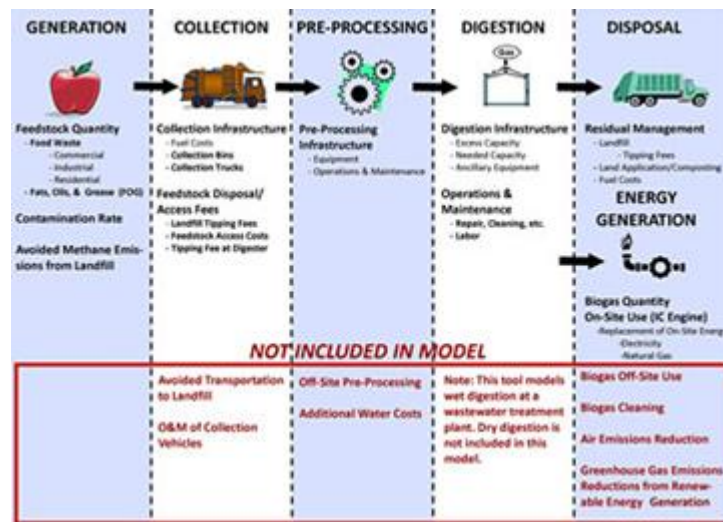 GENERATION
Feedstock Quantity
- Food Waste
- Commercial
- Industrial
- Residential
- Fats, Oils, & Grease (FOG)
Contamination Rate
Avoided Methane Emis-
sions from Landfill
COLLECTION
Collection Infrastructure
- Fuel Costs
- Collection Bins
- Collection Trucks
Feedstock Disposal/
Access Fees
- Landfill Tipping Fees
- Feedstock Access Costs
- Tipping Fee at Digester
PRE-PROCESSING
Pre-Processing
Infrastructure
- Equipment
- Operations & Maintenance
DIGESTION
Gas
Digestion Infrastructure
- Excess Capacity
- Needed Capacity
- Ancillary Equipment
Operations &
Maintenance
- Repair, Cleaning, etc.
- Labor
DISPOSAL
Residual Management
- Landfill
- Tipping Fees
- Land Application/Composting
- Fuel Costs
ENERGY
GENERATION
Biogas Quantity
On-Site Use (IC Engine)
-Replacement of On-Site Energ
-Electricity
-Natural Gas
NOT INCLUDED IN MODEL
Avoided Transportation
to Landfill
O&M of Collection
Vehicles
Off-Site Pre-Processing
Additional Water Costs
Note: This tool models
wet digestion at a
wastewater treatment
plant. Dry digestion is
not included in this
model.
Biogas Off-Site Use
Biogas Cleaning
Air Emissions Reduction
Greenhouse Gas Emissions
Reductions from Renew-
able Energy Generation